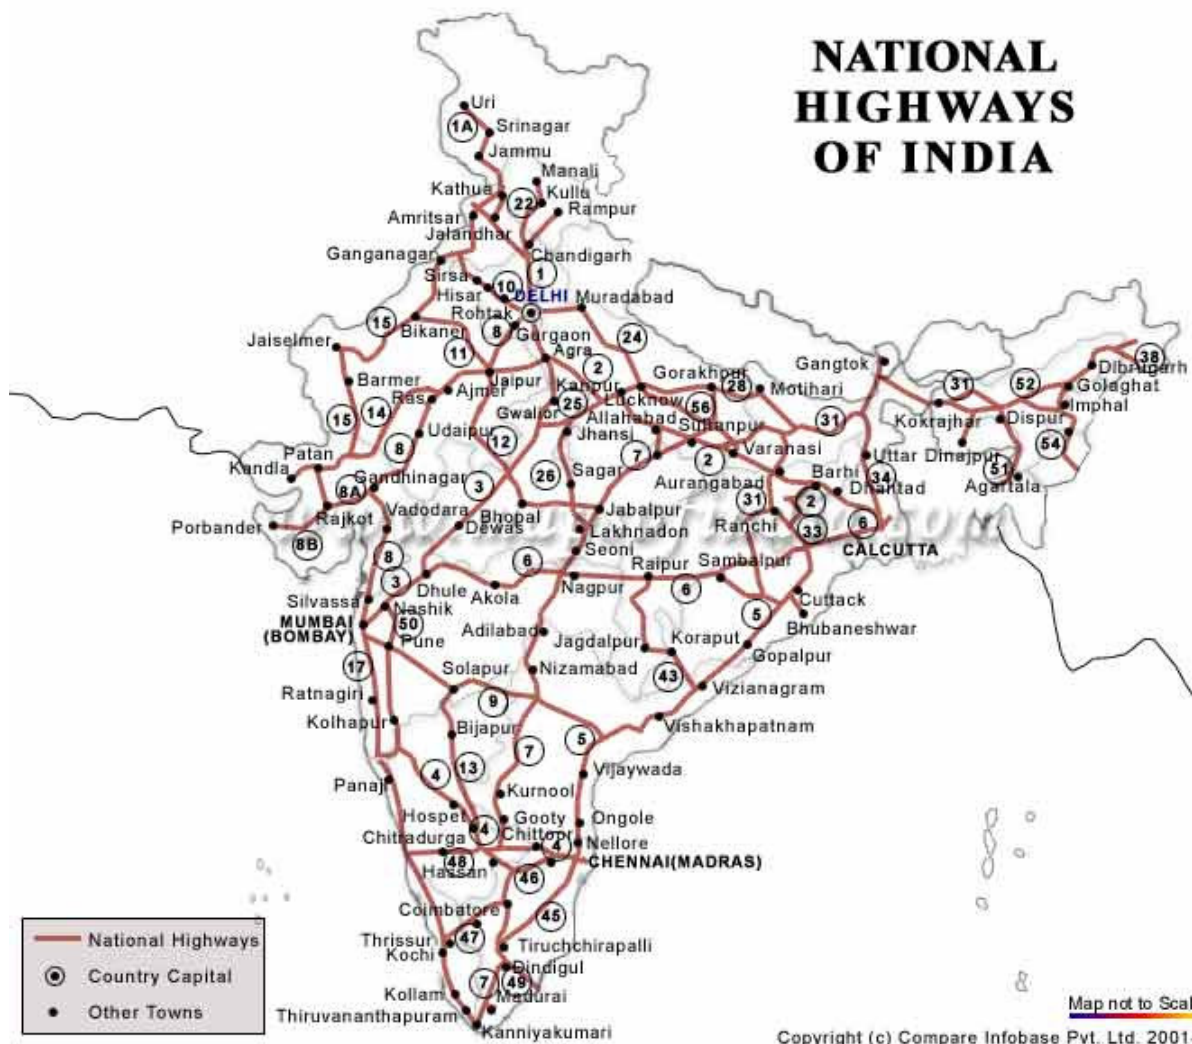 NATIONAL
HIGHWAYS
OF INDIA
Uri
1A
Srinagar
Jammu
Manali
Kathua
Kullu
22
Rampur
Amritsar
Jalandhar
Chandigarh
Ganganagar
1
Sirsa
10
Hisar
DELHI
Muradabad
Rohtak
15
Bikaner
8
Gurgaon
24
Jaiselmer
11
Agra
2
Gangtok
38
Dibrugarh
Barmer
Jaipur
Gorakhpur
28
Motihari
31
52
Golaghat
Ras
Ajmer
Kanpur
Lucknow
Imphal
15
14
Gwalior
25
Allahabad
56
Sultanpur
31
Kokrajhar
Dispur
8
Udaipur
12
Jhansi
7
2
Varanasi
54
Patan
Kandla
Gandhinagar
3
26
Sagar
Aurangabad
Barhi
Uttar Dinajpur
34
51
Agartala
8A
Rajkot
Vadodara
Bhopal
Jabalpur
31
2
Dhanbad
Porbander
Dewas
Lakhnadon
Ranchi
33
6
8B
8
Seoni
CALCUTTA
3
6
Raipur
Sambalpur
Dhule
Akola
Nagpur
6
Silvassa
Nashik
5
Cuttack
MUMBAI
(BOMBAY)
50
Adilabad
Jagdalpur
Koraput
Bhubaneshwar
Pune
Gopalpur
17
Solapur
Nizamabad
43
Vizianagram
Ratnagiri
9
Kolhapur
Bijapur
Vishakhapatnam
7
5
4
13
Vijaywada
Panaji
Kurnool
Hospet
Gooty
Ongole
4
Chitradurga
Chittoor
4
Nellore
48
Hassan
CHENNAI(MADRAS)
46
Coimbatore
45
Thrissur
47
Tiruchchirapalli
Kochi
Dindigul
7
49
Kollam
Madurai
Thiruvananthapuram
Kanniyakumari
National Highways
Country Capital
Other Towns
Map not to Scal
Copyright (c) Compare Infobase Pvt. Ltd. 2001-